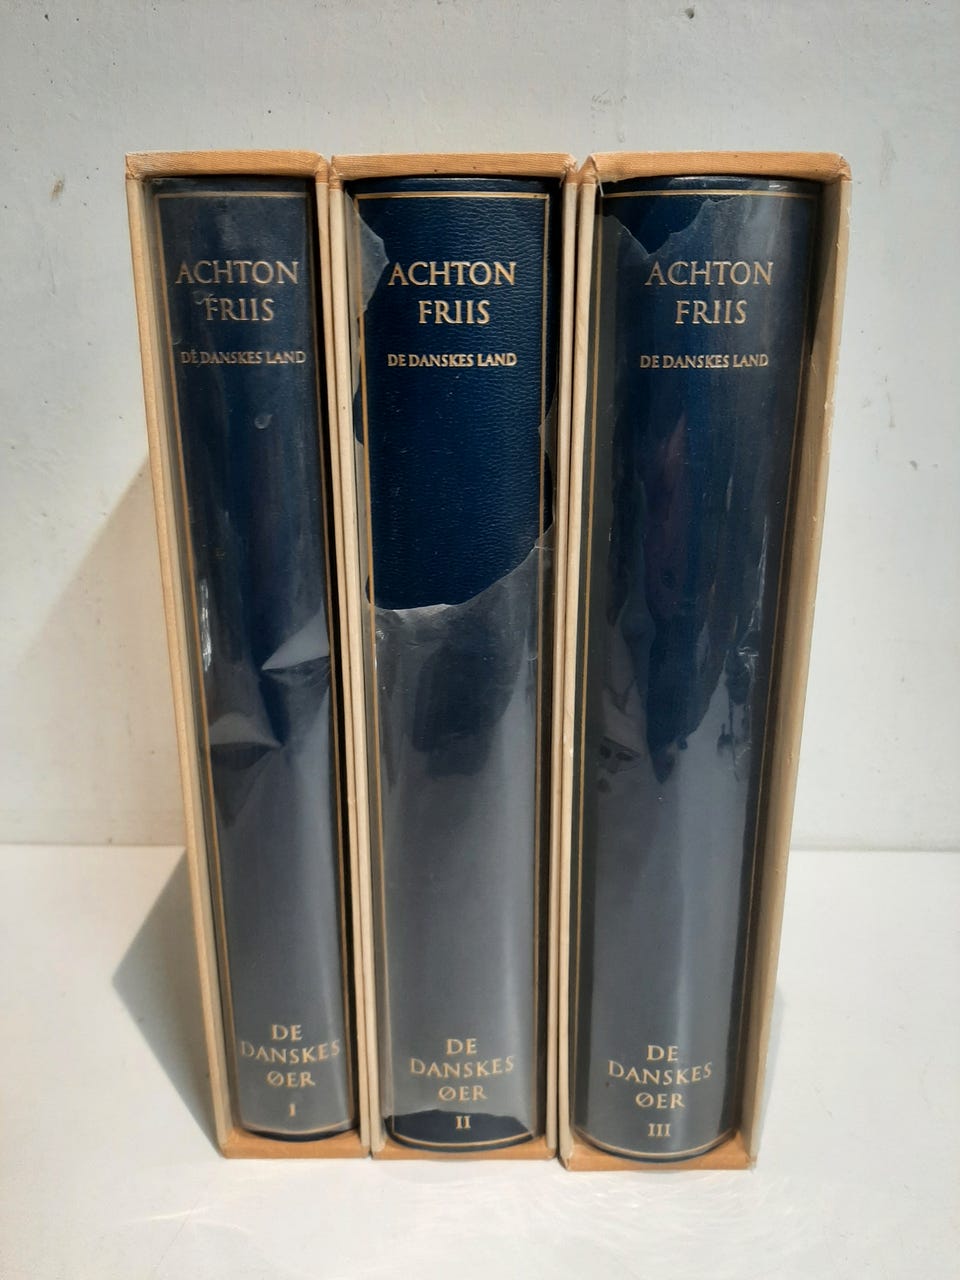 ACHTON
FRIIS
DE DANSKES LAND
DE
DANSKES
ØER
I
ACHTON
FRIIS
DE DANSKES LAND
DE
DANSKES
ØER
II
ACHTON
FRIIS
DE DANSKES LAND
DE
DANSKES
ØER
III